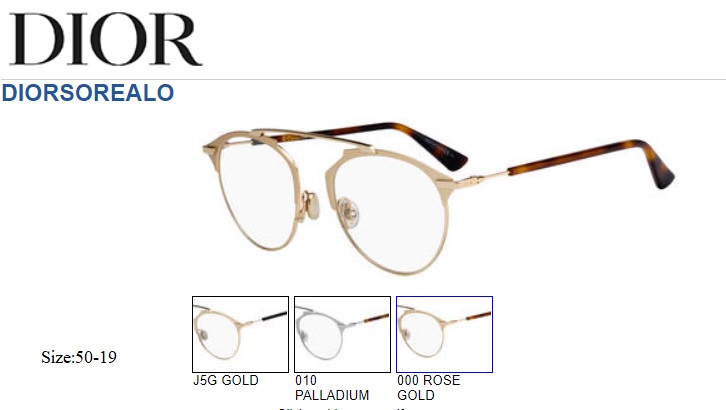 DIOR
DIORSOREALO
Size:50-19
J5G GOLD
010
PALLADIUM
000 ROSE
GOLD